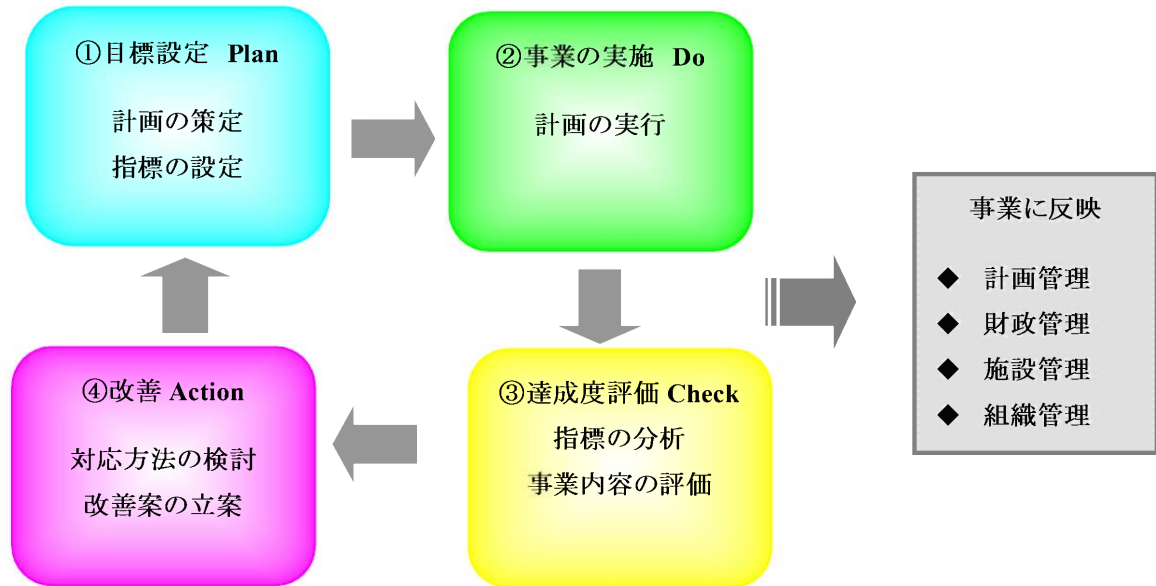 ①目標設定 Plan
計画の策定
指標の設定
②事業の実施 Do
計画の実行
③達成度評価 Check
指標の分析
事業内容の評価
④改善 Action
対応方法の検討
改善案の立案
事業に反映
◆ 計画管理
◆ 財政管理
◆ 施設管理
◆ 組織管理